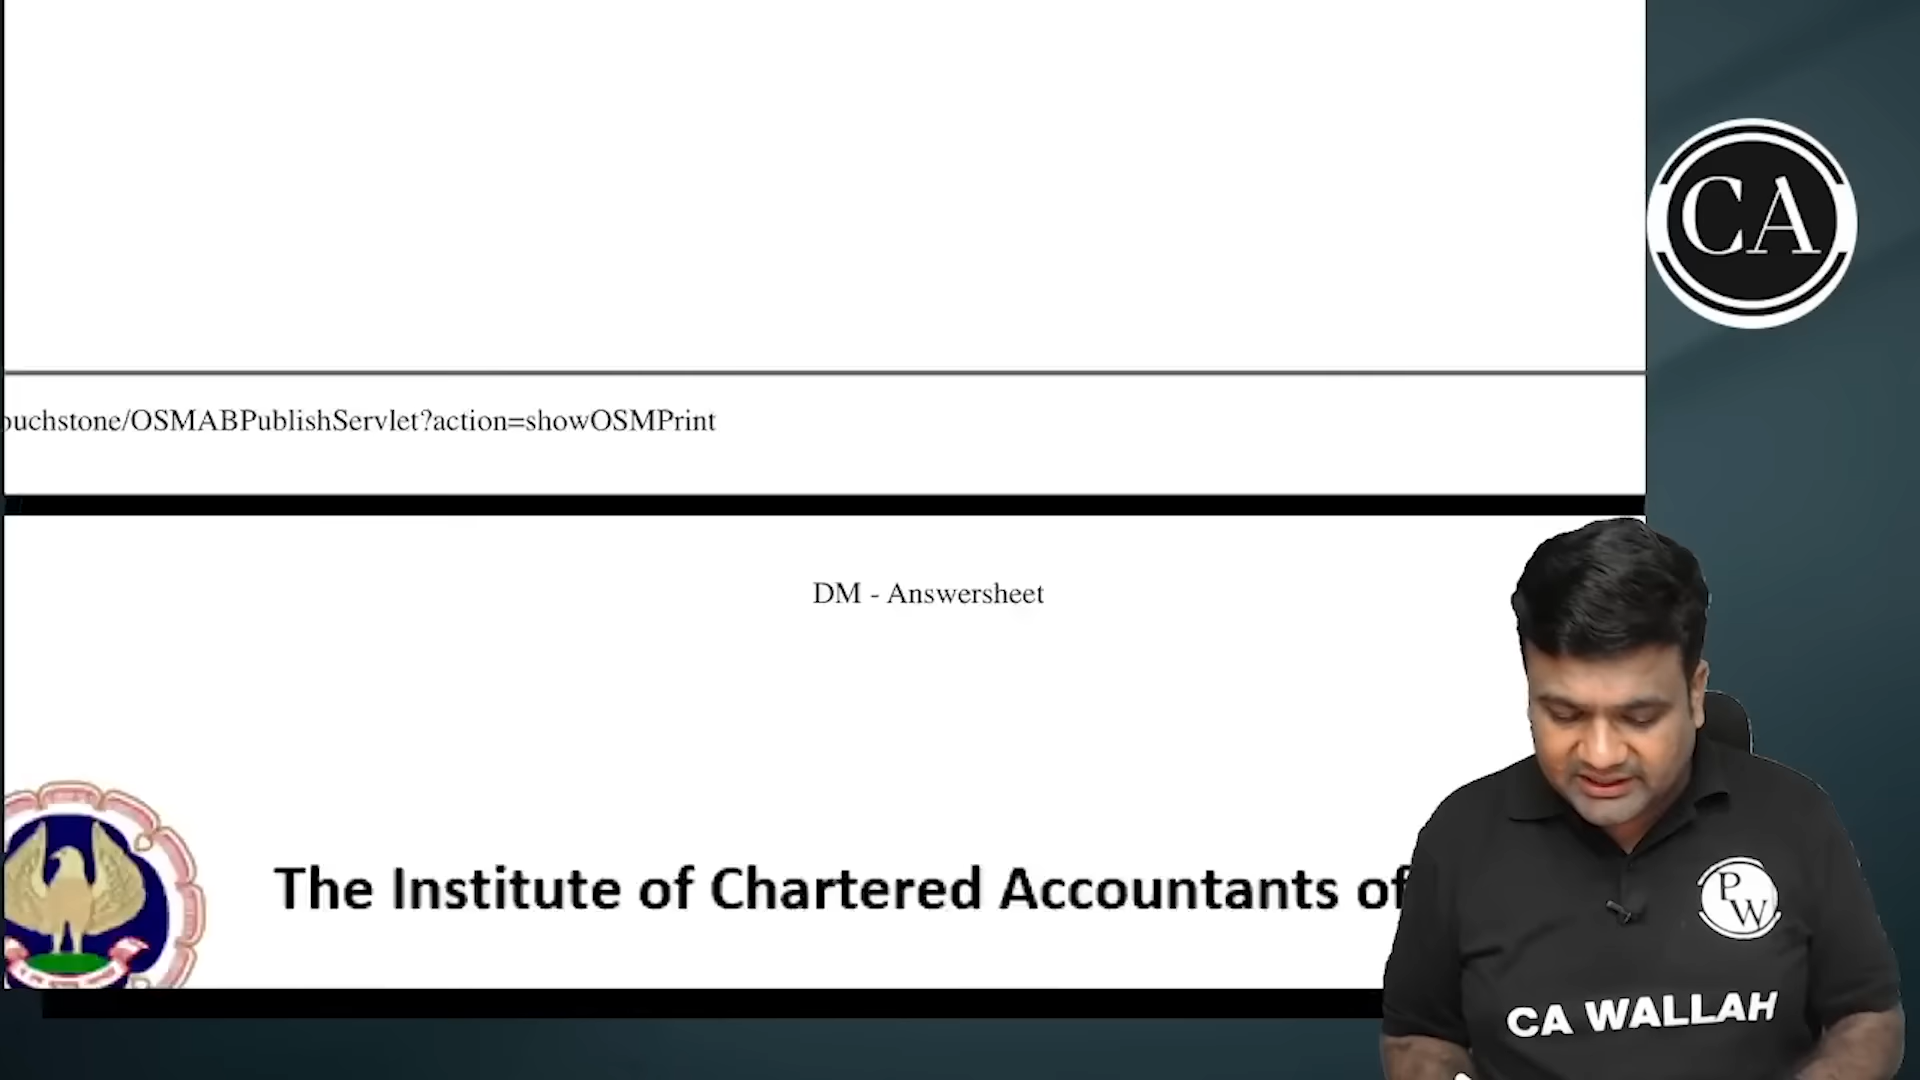 CA
ouchstone/OSMABPublishServlet?action=showOSMPrint
DM - Answersheet
The Institute of Chartered Accountants of
PW
CA WALLAH